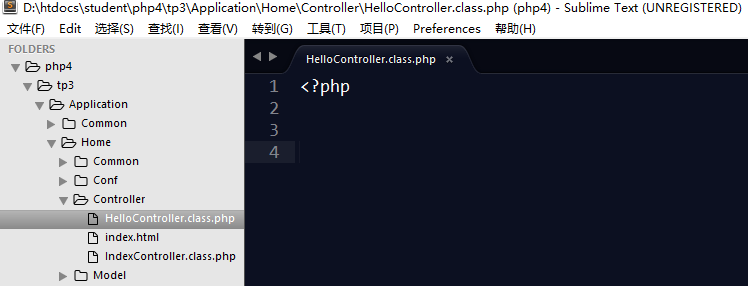 D:\htdocs\student\php4\tp3\Application\Home\Controller\HelloController.class.php (php4) - Sublime Text (UNREGISTERED)
文件(F) Edit 选择(S) 查找(I) 查看(V) 转到(G) 工具(T) 项目(P) Preferences 帮助(H)
FOLDERS
php4
tp3
Application
Common
Home
Common
Conf
Controller
HelloController.class.php
index.html
IndexController.class.php
Model
HelloController.class.php ×
1 <?php
2
3
4